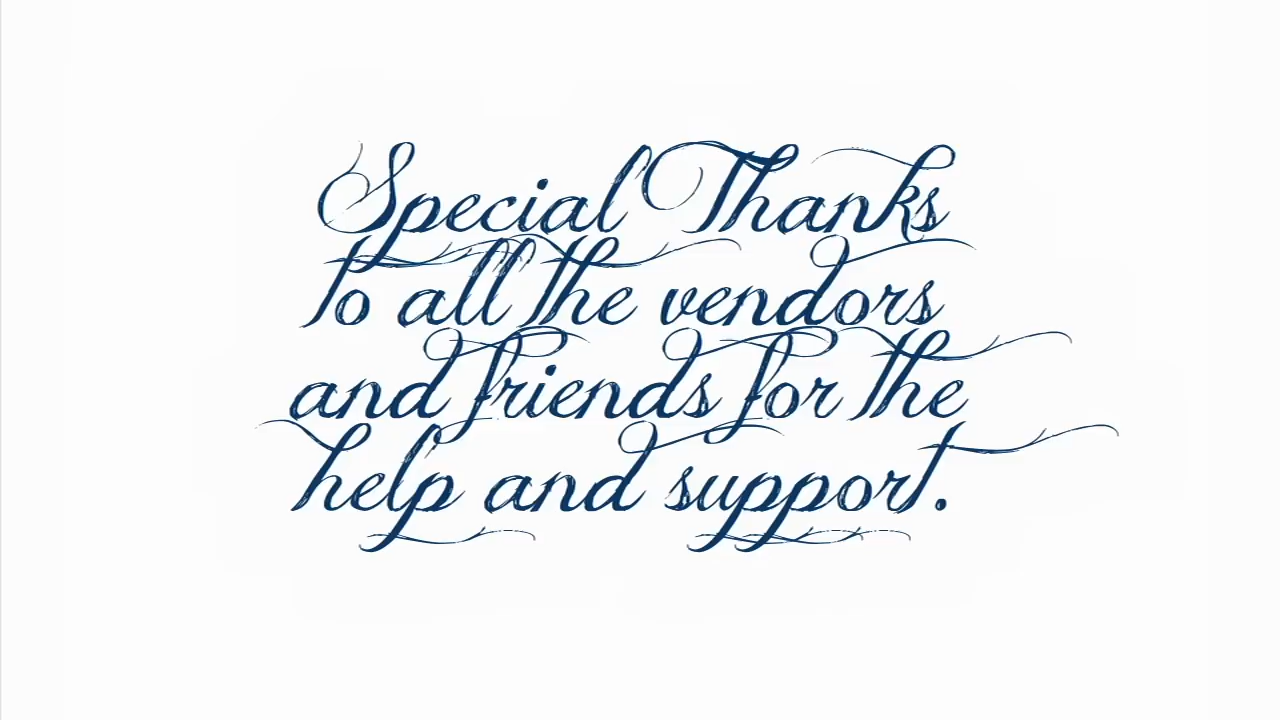 Special Thanks
to all the vendors
and friends for the
help and support.